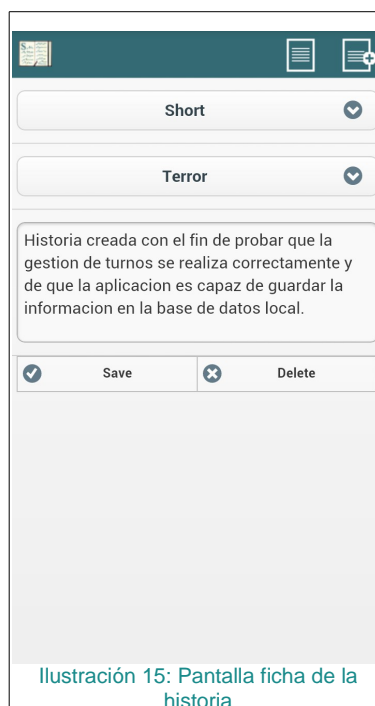 Short
Terror
Historia creada con el fin de probar que la
gestion de turnos se realiza correctamente y
de que la aplicacion es capaz de guardar la
informacion en la base de datos local.
Save Delete
Ilustración 15: Pantalla ficha de la
historia